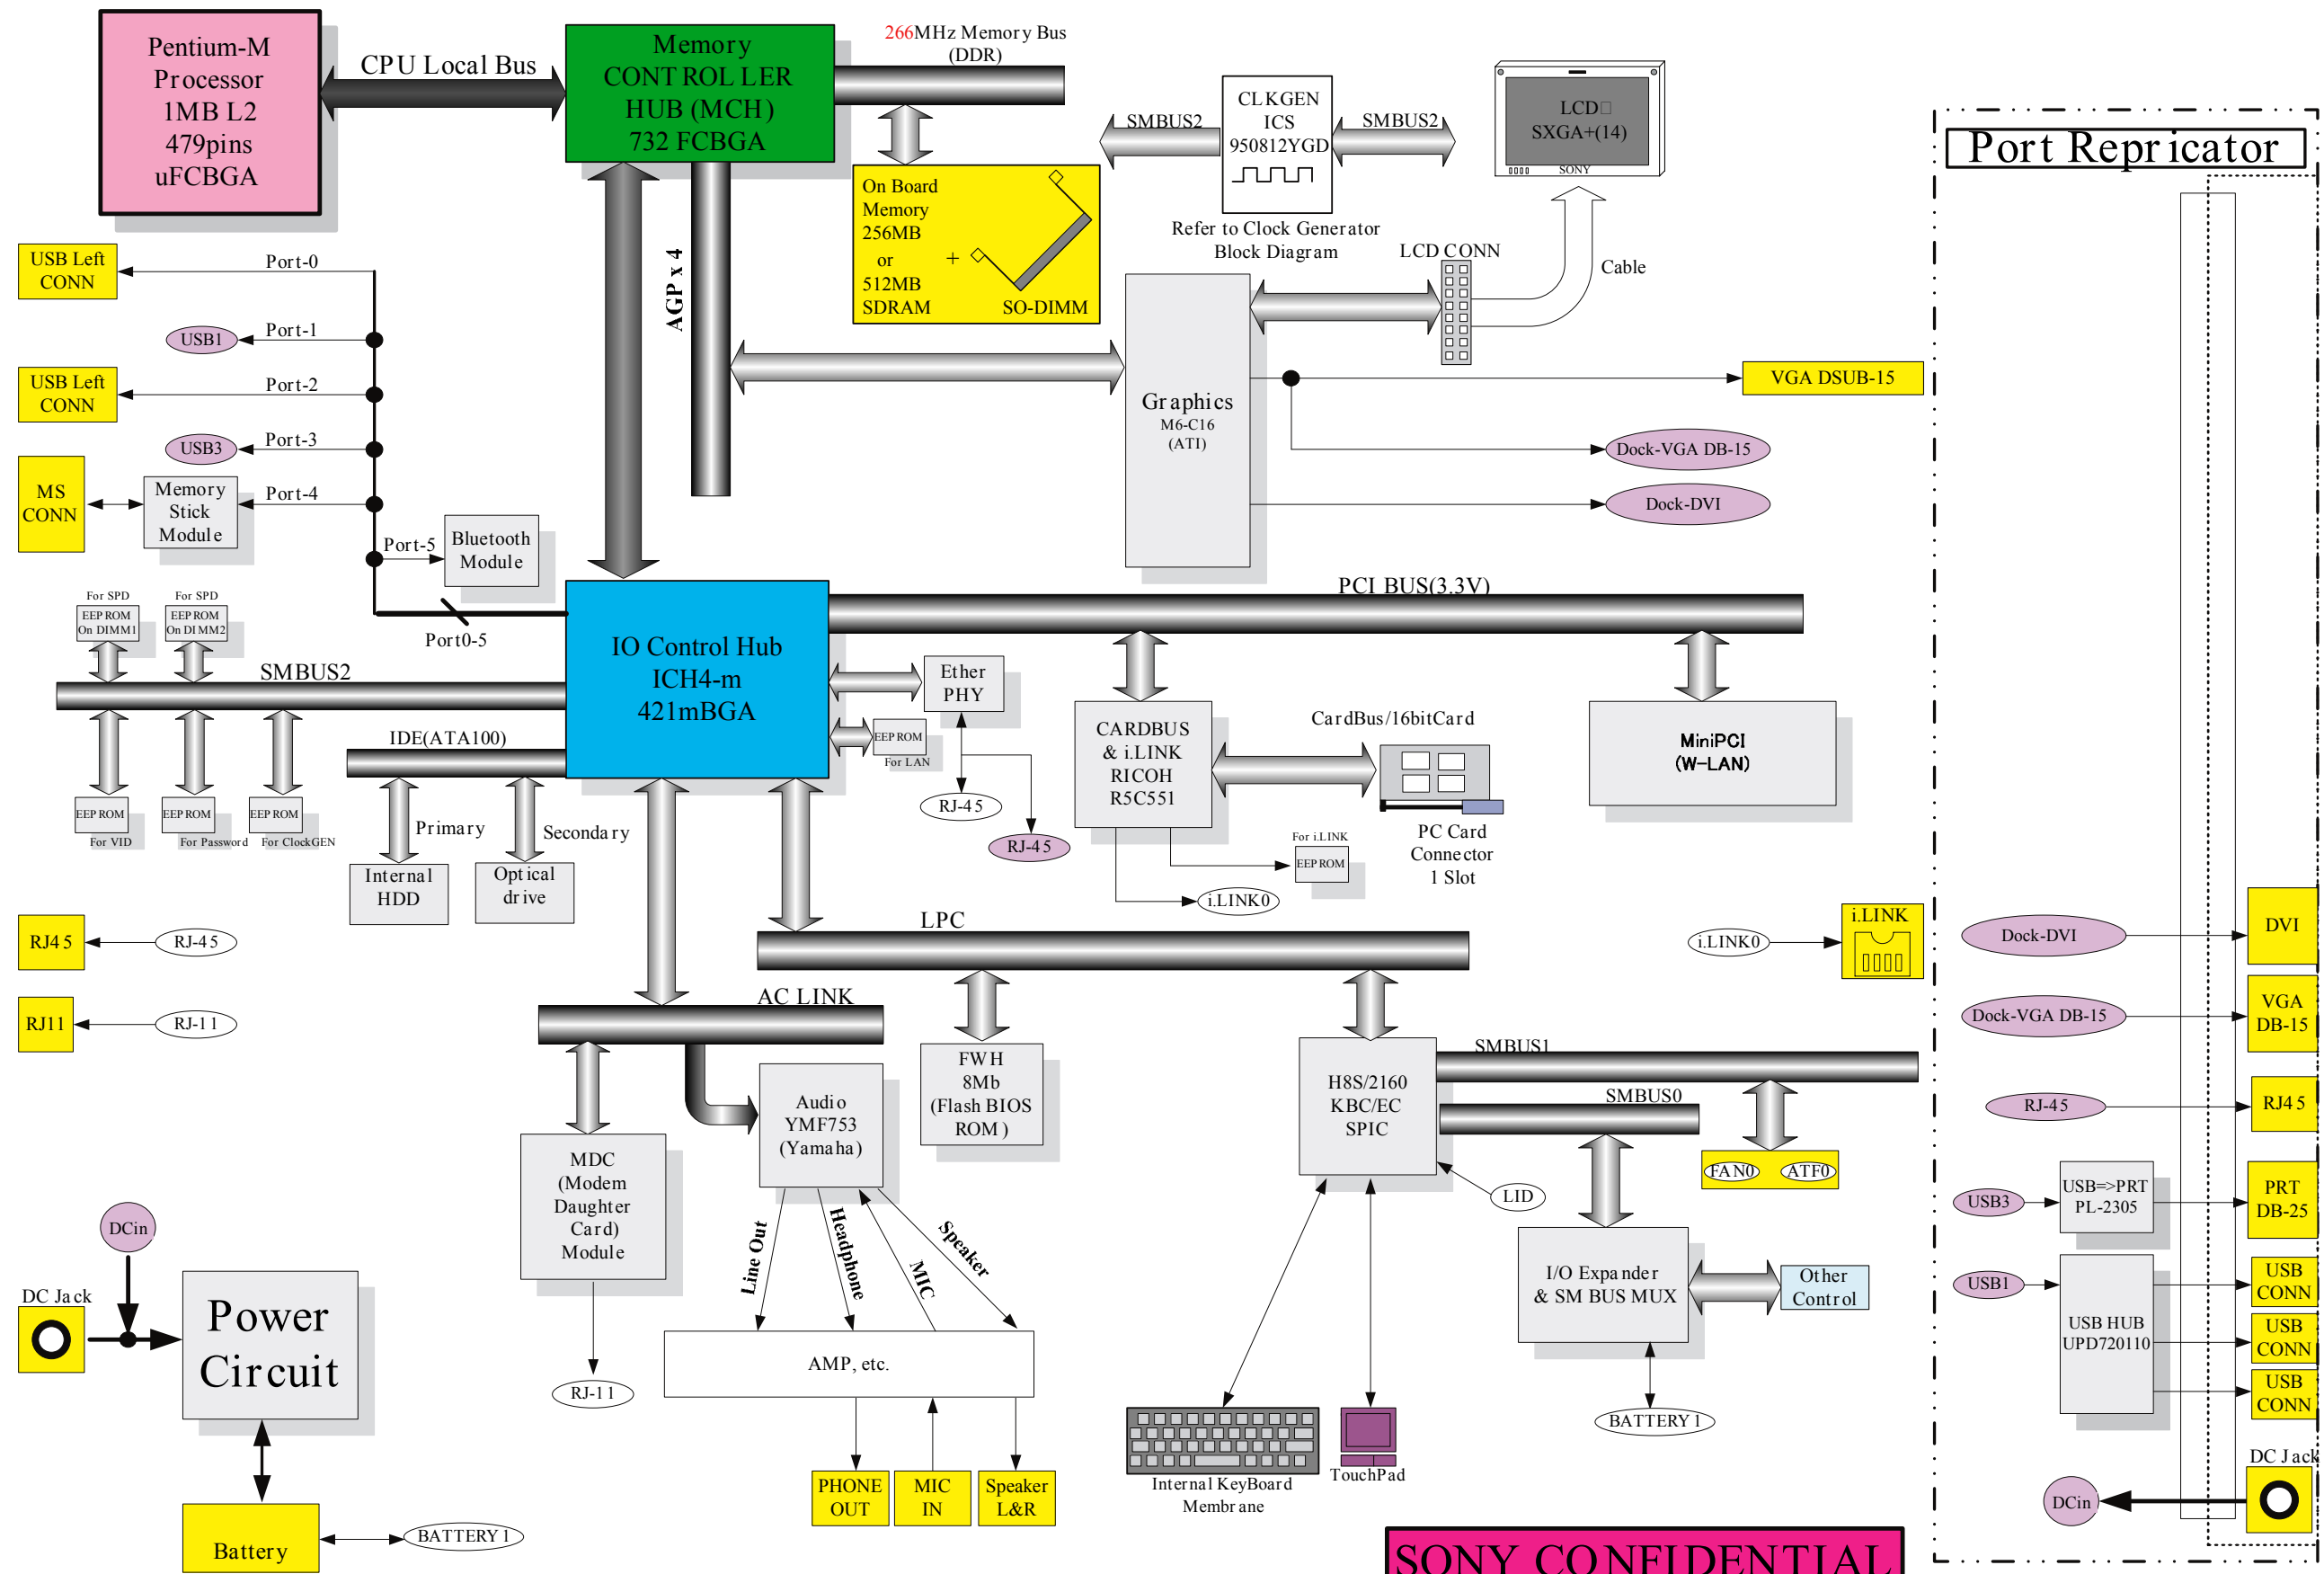 Pentium-M
Processor
1MB L2
479pins
uFCBGA
CPU Local Bus
Memory
CONTROLLER
HUB (MCH)
732 FCBGA
266MHz Memory Bus
(DDR)
On Board
Memory
256MB
or
512MB
SDRAM
+
SO-DIMM
AGP x 4
SMBUS2
CLKGEN
ICS
950812YGD
SMBUS2
Refer to Clock Generator
Block Diagram
LCD□
SXGA+(14)
SONY
LCD CONN
Cable
Graphics
M6-C16
(ATI)
VGA DSUB-15
Dock-VGA DB-15
Dock-DVI
USB Left
CONN
Port-0
USB1
Port-1
USB Left
CONN
Port-2
USB3
Port-3
MS
CONN
Memory
Stick
Module
Port-4
Port-5
Bluetooth
Module
Port0-5
For SPD
EEPROM
On DIMM1
For SPD
EEPROM
On DIMM2
SMBUS2
EEPROM
For VID
EEPROM
For Password
EEPROM
For ClockGEN
IDE(ATA100)
Primary
Secondary
Internal
HDD
Optical
drive
IO Control Hub
ICH4-m
421mBGA
PCI BUS(3.3V)
Ether
PHY
EEPROM
For LAN
RJ-45
RJ-45
CARDBUS
& i.LINK
RICOH
R5C551
CardBus/16bitCard
PC Card
Connector
1 Slot
For i.LINK
EEPROM
i.LINK0
MiniPCI
(W-LAN)
RJ45
RJ-45
RJ11
RJ-11
LPC
AC LINK
i.LINK0
i.LINK
MDC
(Modem
Daughter
Card)
Module
RJ-11
Audio
YMF753
(Yamaha)
Line Out
Headphone
MIC
Speaker
AMP, etc.
PHONE
OUT
MIC
IN
Speaker
L&R
FWH
8Mb
(Flash BIOS
ROM)
H8S/2160
KBC/EC
SPIC
SMBUS1
SMBUS0
FAN0
ATF0
LID
I/O Expander
& SM BUS MUX
Other
Control
BATTERY1
Internal KeyBoard
Membrane
TouchPad
DCin
DC Jack
Power
Circuit
Battery
BATTERY1
SONY CONFIDENTIAL
Port Repricator
Dock-DVI
DVI
Dock-VGA DB-15
VGA
DB-15
RJ-45
RJ45
USB3
USB=>PRT
PL-2305
PRT
DB-25
USB1
USB HUB
UPD720110
USB
CONN
USB
CONN
USB
CONN
DC Jack
DCin